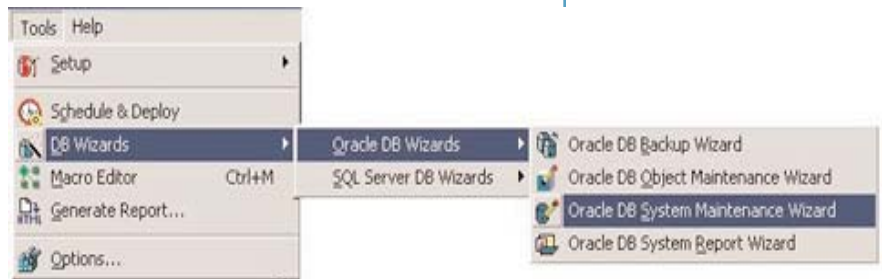 Tools Help
Setup
Schedule & Deploy
DB Wizards
Macro Editor Ctrl+M
Generate Report...
Options...
Oracle DB Wizards
SQL Server DB Wizards
Oracle DB Backup Wizard
Oracle DB Object Maintenance Wizard
Oracle DB System Maintenance Wizard
Oracle DB System Report Wizard